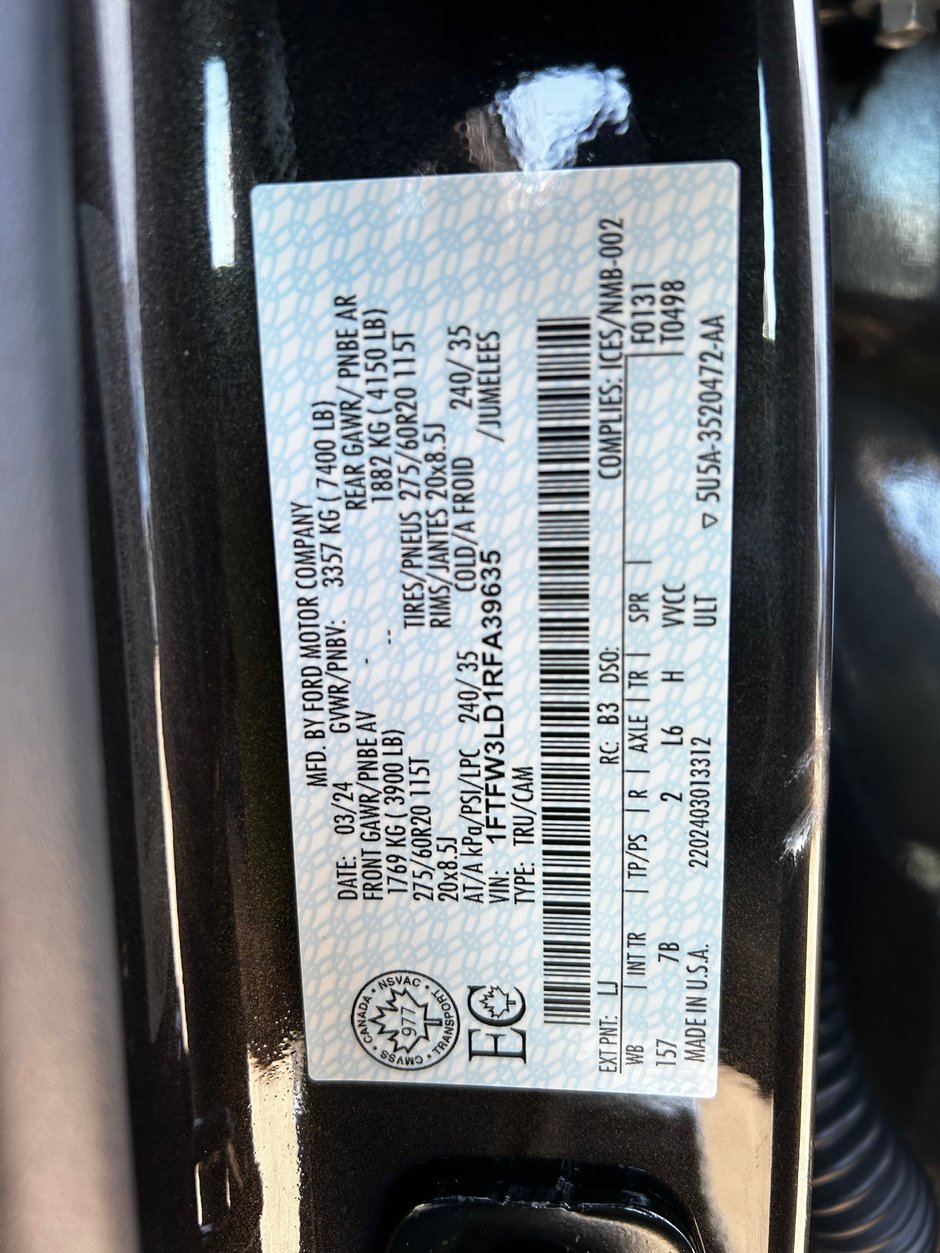 MFD. BY FORD MOTOR COMPANY
DATE: 03/24 GVWR/PNBV: 3357 KG ( 7400 LB)
FRONT GAWR/PNBE AV - -- REAR GAWR/ PNBE AR
1769 KG ( 3900 LB) 1882 KG ( 4150 LB)
275/60R20 115T TIRES/PNEUS 275/60R20 115T
20x8.5J RIMS/JANTES 20x8.5J
AT/A kPa/PSI/LPC 240/ 35 COLD/A FROID 240/ 35
VIN: 1FTFW3LD1RFA39635 /JUMELEES
TYPE: TRU/CAM
CMVSS • CANADA • NSVAC • TRANSPORT •
977
EC
EXT PNT: LJ RC: B3 DSO: COMPLIES: ICES/NMB-002
WB | INT TR | TP/PS | R | AXLE | TR | SPR | F0131
157 7B 2 L6 H VVCC T0498
MADE IN U.S.A. 2202403013312 ULT ▽ 5U5A-3520472-AA